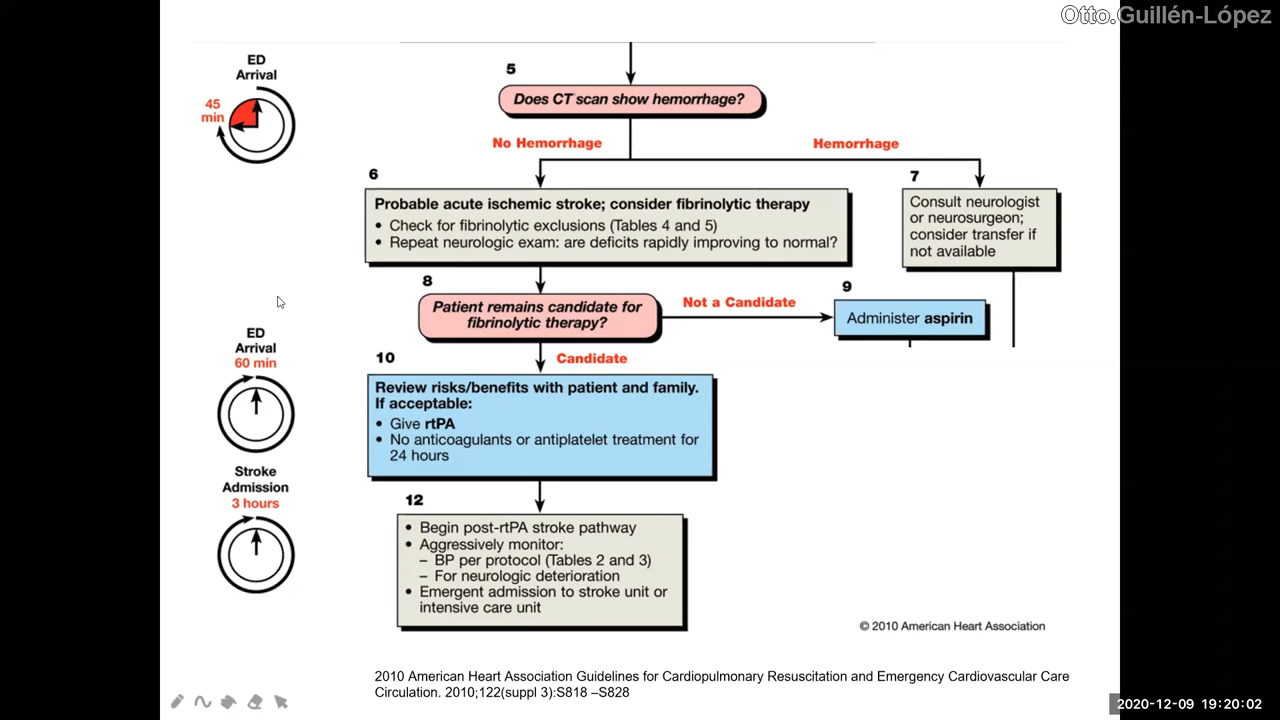 Otto.Guillén-López
ED
Arrival
45
min
5
Does CT scan show hemorrhage?
No Hemorrhage
Hemorrhage
6
Probable acute ischemic stroke; consider fibrinolytic therapy
• Check for fibrinolytic exclusions (Tables 4 and 5)
• Repeat neurologic exam: are deficits rapidly improving to normal?
7
Consult neurologist
or neurosurgeon;
consider transfer if
not available
8
Patient remains candidate for
fibrinolytic therapy?
Not a Candidate
9
Administer aspirin
Candidate
ED
Arrival
60 min
10
Review risks/benefits with patient and family.
If acceptable:
• Give rtPA
• No anticoagulants or antiplatelet treatment for
24 hours
Stroke
Admission
3 hours
12
• Begin post-rtPA stroke pathway
• Aggressively monitor:
– BP per protocol (Tables 2 and 3)
– For neurologic deterioration
• Emergent admission to stroke unit or
intensive care unit
© 2010 American Heart Association
2010 American Heart Association Guidelines for Cardiopulmonary Resuscitation and Emergency Cardiovascular Care
Circulation. 2010;122(suppl 3):S818 –S828
2020-12-09 19:20:02